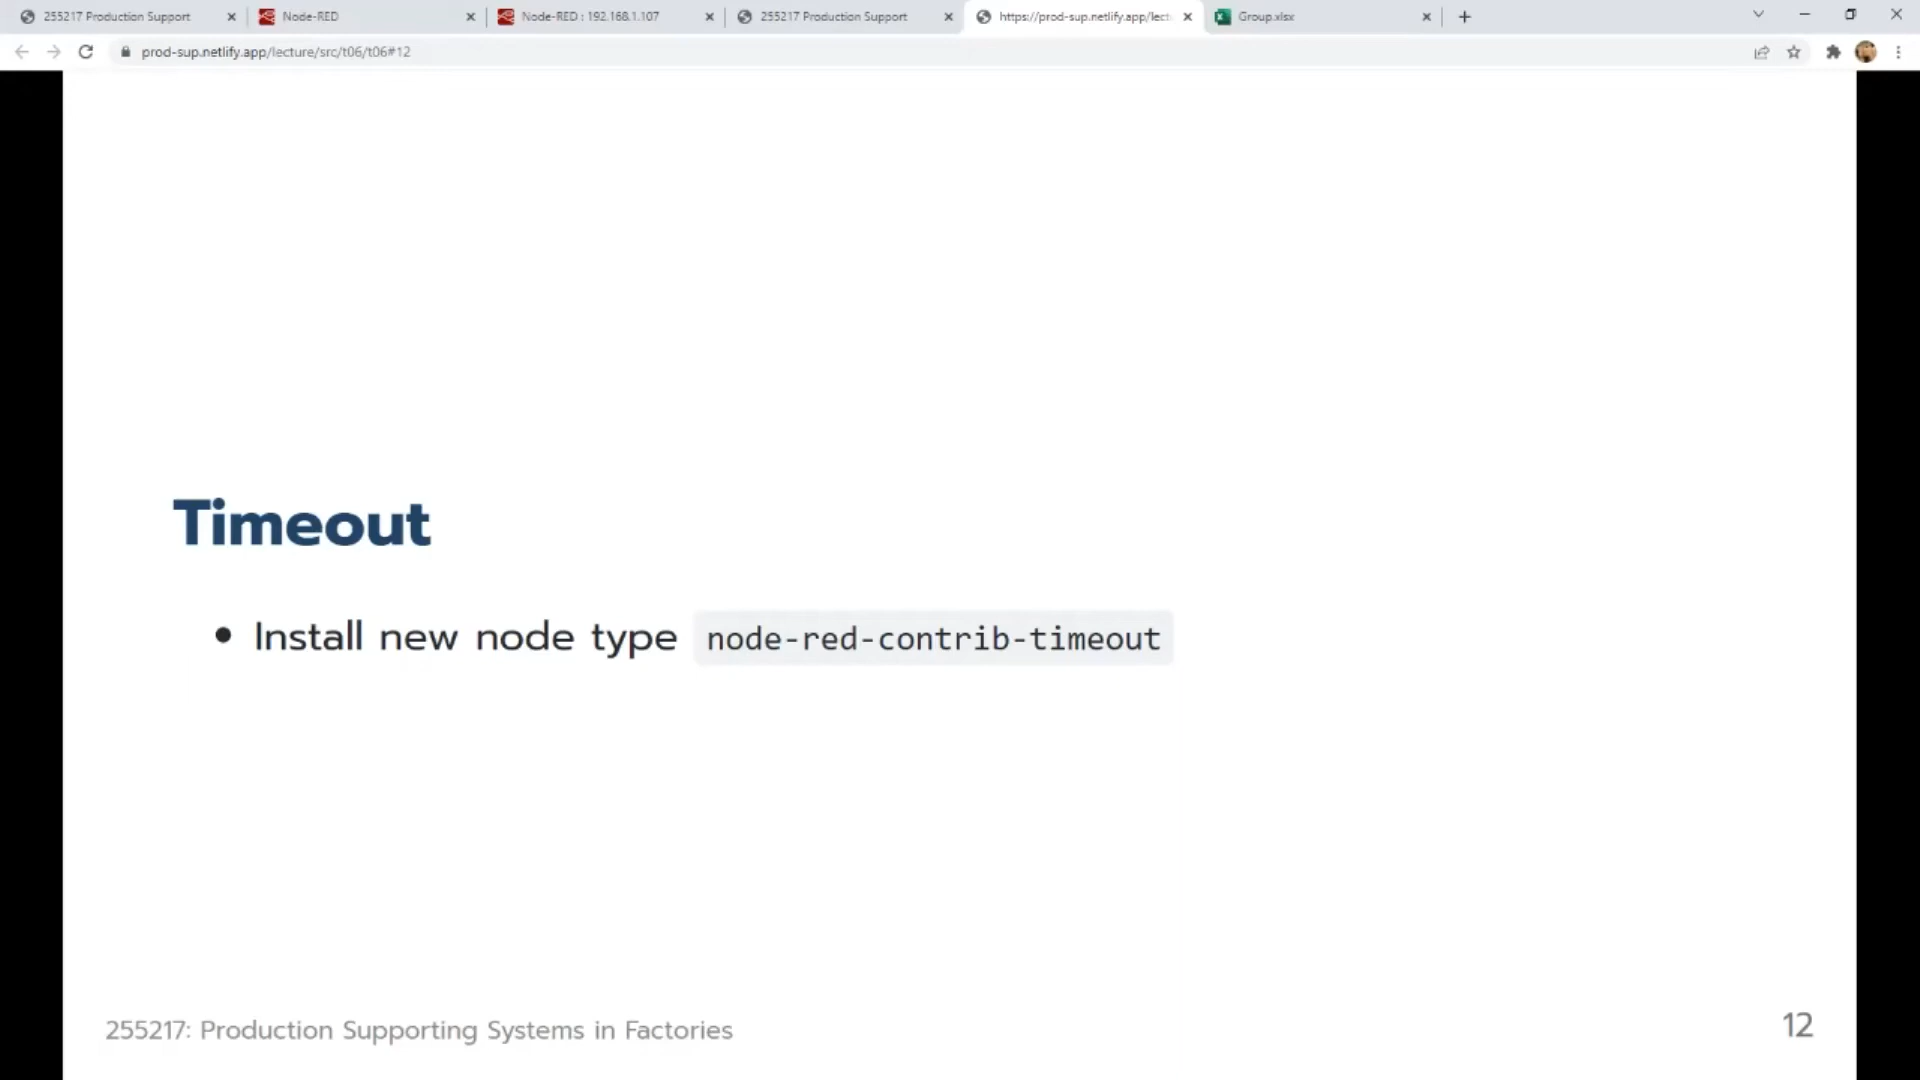 255217 Production Support
Node-RED
Node-RED : 192.168.1.107
255217 Production Support
https://prod-sup.netlify.app/lect
Group.xlsx
prod-sup.netlify.app/lecture/src/t06/t06#12
Timeout
• Install new node type node-red-contrib-timeout
255217: Production Supporting Systems in Factories
12